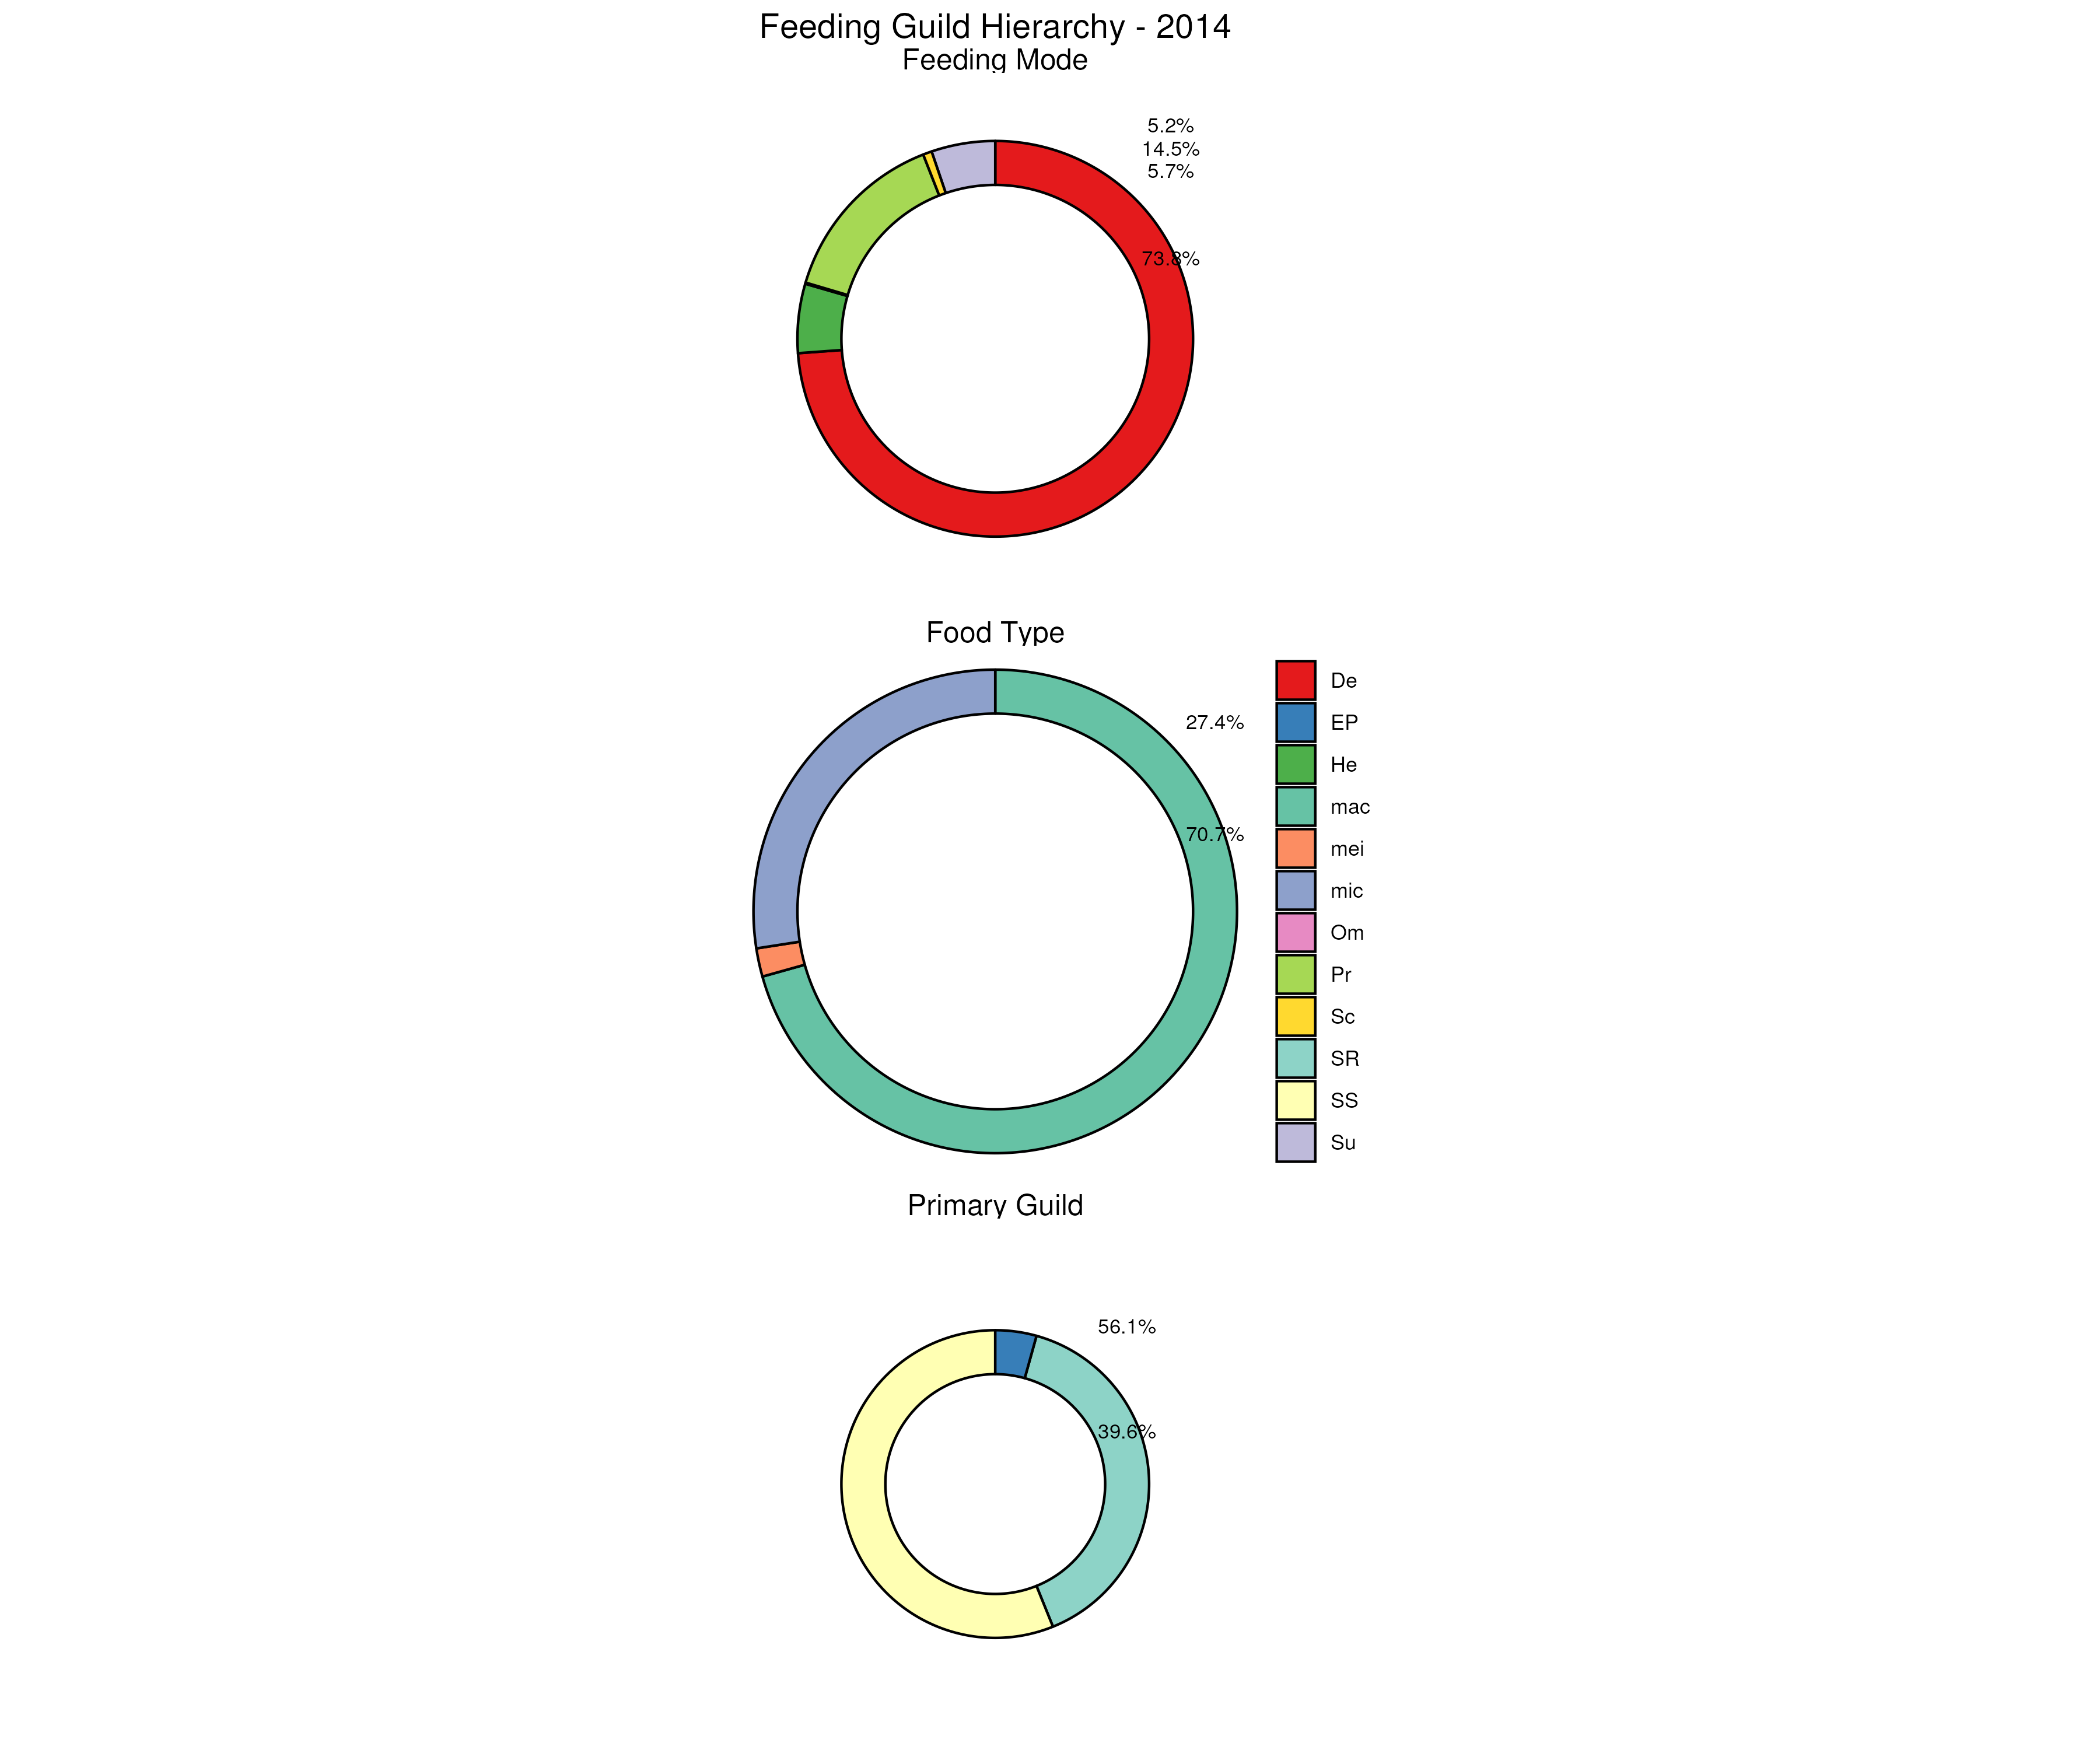 Feeding Guild Hierarchy - 2014
Feeding Mode
5.2%
14.5%
5.7%
73.8%
Food Type
27.4%
70.7%
De
EP
He
mac
mei
mic
Om
Pr
Sc
SR
SS
Su
Primary Guild
56.1%
39.6%